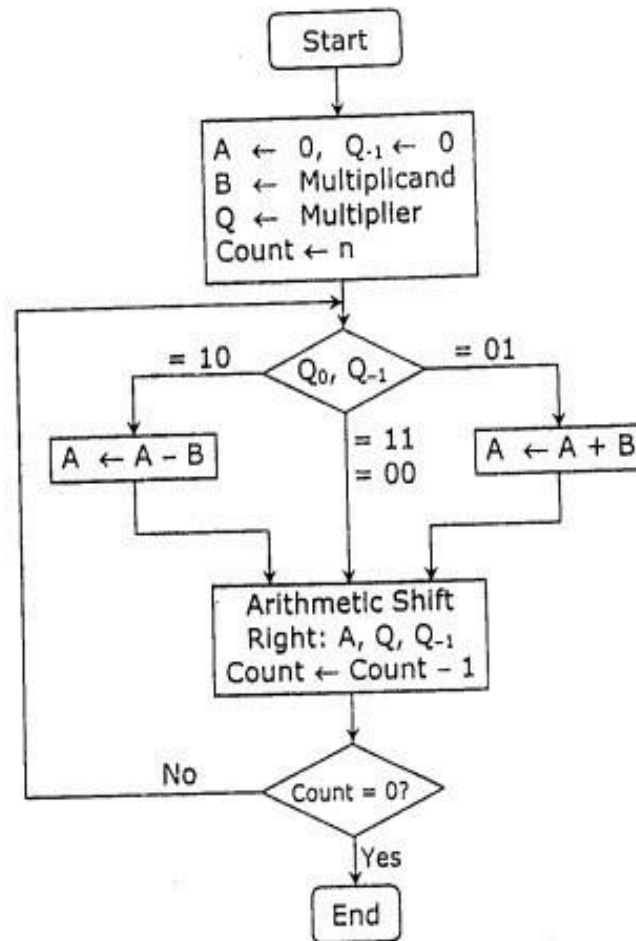 Start
A ← 0, Q₋₁ ← 0
B ← Multiplicand
Q ← Multiplier
Count ← n
= 10
Q₀, Q₋₁
= 01
A ← A – B
= 11
= 00
A ← A + B
Arithmetic Shift
Right: A, Q, Q₋₁
Count ← Count – 1
No
Count = 0?
Yes
End